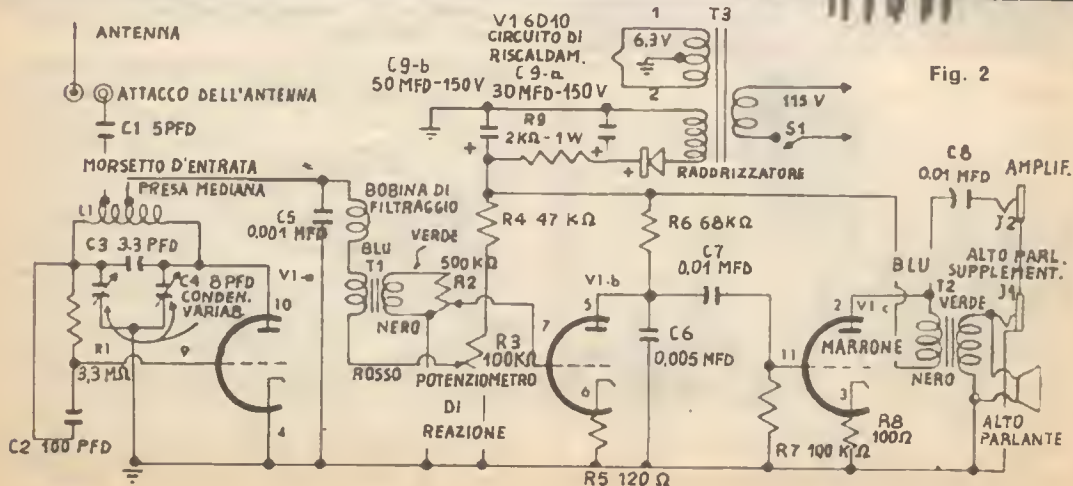 ANTENNA
ATTACCO DELL'ANTENNA
C1 5PFD
MORSETTO D'ENTRATA
PRESA MEDIANA
L1
C3 3.3 PFD
C4 8 PFD
CONDEN.
VARIAB.
R1
3,3 MΩ
C2 100 PFD
9
10
4
V1-a
C5
0,001 MFD
BOBINA DI
FILTRAGGIO
BLU
T1
VERDE
500 KΩ
R2
NERO
ROSSO
R3
100KΩ
POTENZIOMETRO
DI
REAZIONE
V1 6D10
CIRCUITO DI
RISCALDAM.
C9-b
50 MFD-150 V
C9-a
30 MFD-150 V
R9
2KΩ - 1W
+
+
+
RADDRIZZATORE
1
6,3 V
2
T3
115 V
S1
Fig. 2
R4 47 KΩ
R6 68KΩ
V1-b
5
7
6
C7
0,01 MFD
C6
0,005 MFD
R5 120 Ω
R7 100 KΩ
11
2
V1 c
MARRONE
3
R8
100Ω
BLU
T2
VERDE
NERO
C8
0.01 MFD
AMPLIF.
J2
ALTO PARL.
SUPPLEMENT.
J1
ALTO
PARLANTE